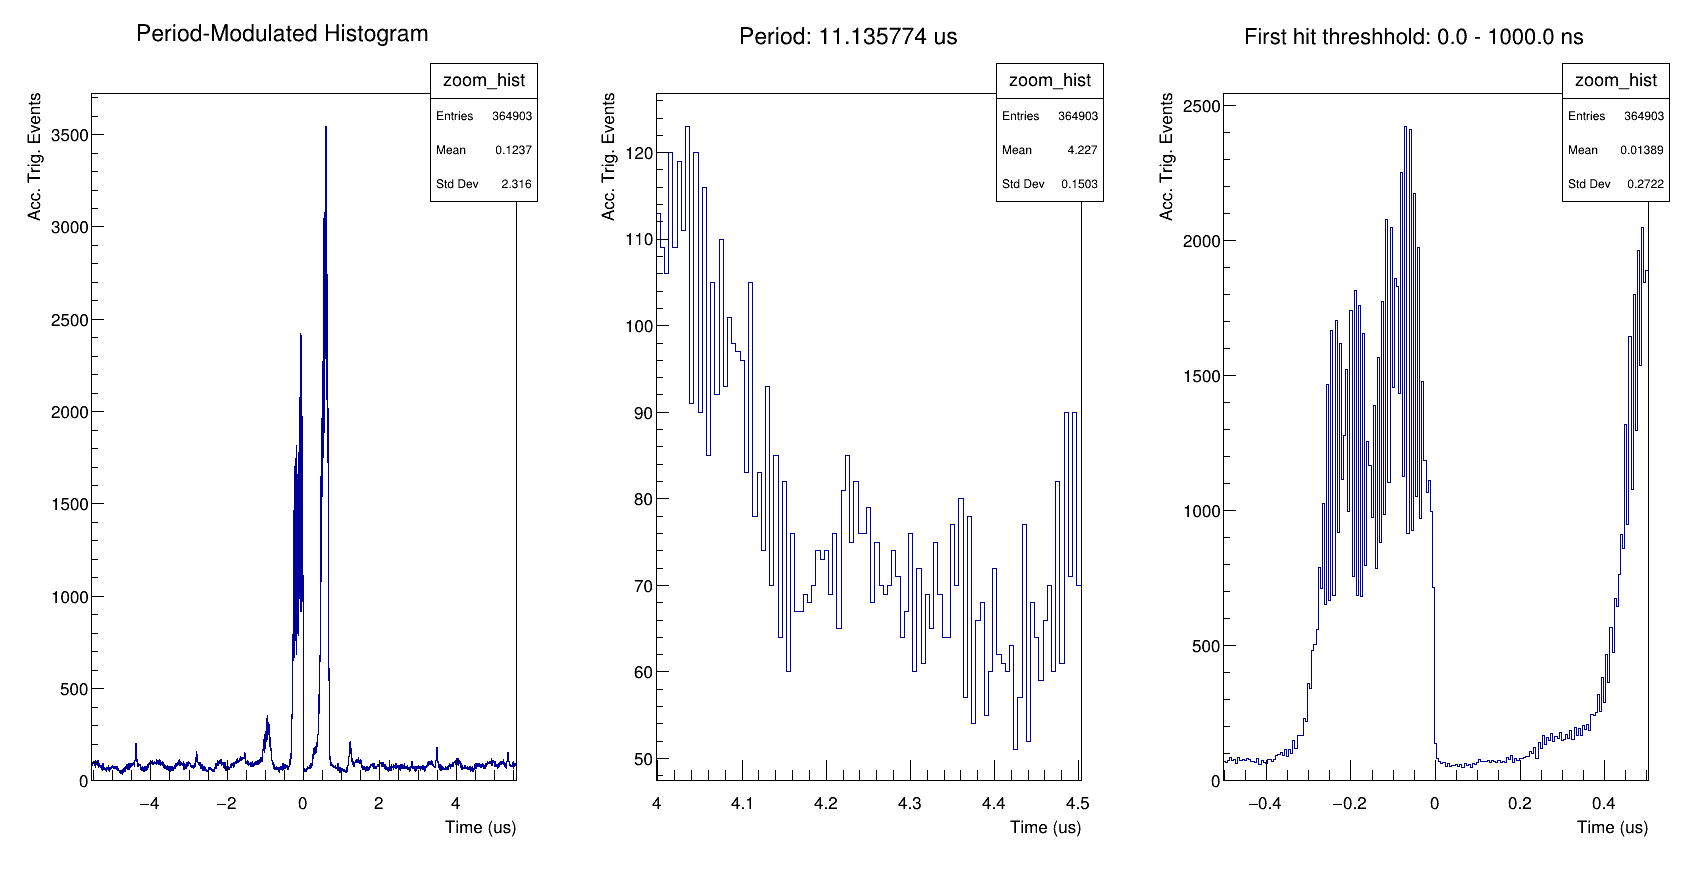 Period-Modulated Histogram
zoom_hist
Entries 364903
Mean 0.1237
Std Dev 2.316
Acc. Trig. Events
3500
3000
2500
2000
1500
1000
500
0
−4 −2 0 2 4
Time (us)
Period: 11.135774 us
zoom_hist
Entries 364903
Mean 4.227
Std Dev 0.1503
Acc. Trig. Events
120
110
100
90
80
70
60
50
4 4.1 4.2 4.3 4.4 4.5
Time (us)
First hit threshhold: 0.0 - 1000.0 ns
zoom_hist
Entries 364903
Mean 0.01389
Std Dev 0.2722
Acc. Trig. Events
2500
2000
1500
1000
500
0
−0.4 −0.2 0 0.2 0.4
Time (us)